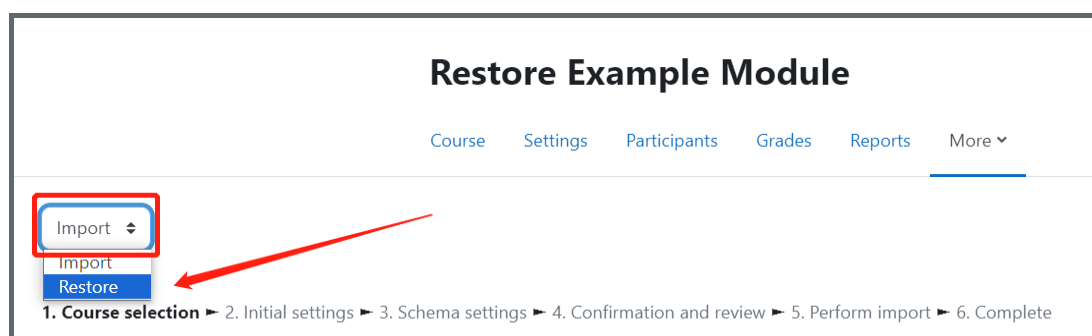 Restore Example Module
Course Settings Participants Grades Reports More
Import
Import
Restore
1. Course selection ► 2. Initial settings ► 3. Schema settings ► 4. Confirmation and review ► 5. Perform import ► 6. Complete